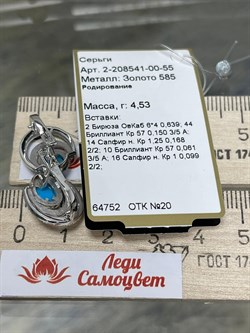 Серьги
Арт. 2-208541-00-55
Металл: Золото 585
Родирование
Масса, г: 4,53
Вставки:
2 Бирюза ОвКаб 6*4 0,639; 44
Бриллиант Кр 57 0,150 3/5 А;
14 Сапфир н. Кр 1,25 0,168
2/2; 10 Бриллиант Кр 57 0,061
3/5 А; 16 Сапфир н. Кр 1 0,099
2/2;
64752 ОТК №20
ГОСТ 17
ГОСТ 17
Леди
Самоцвет